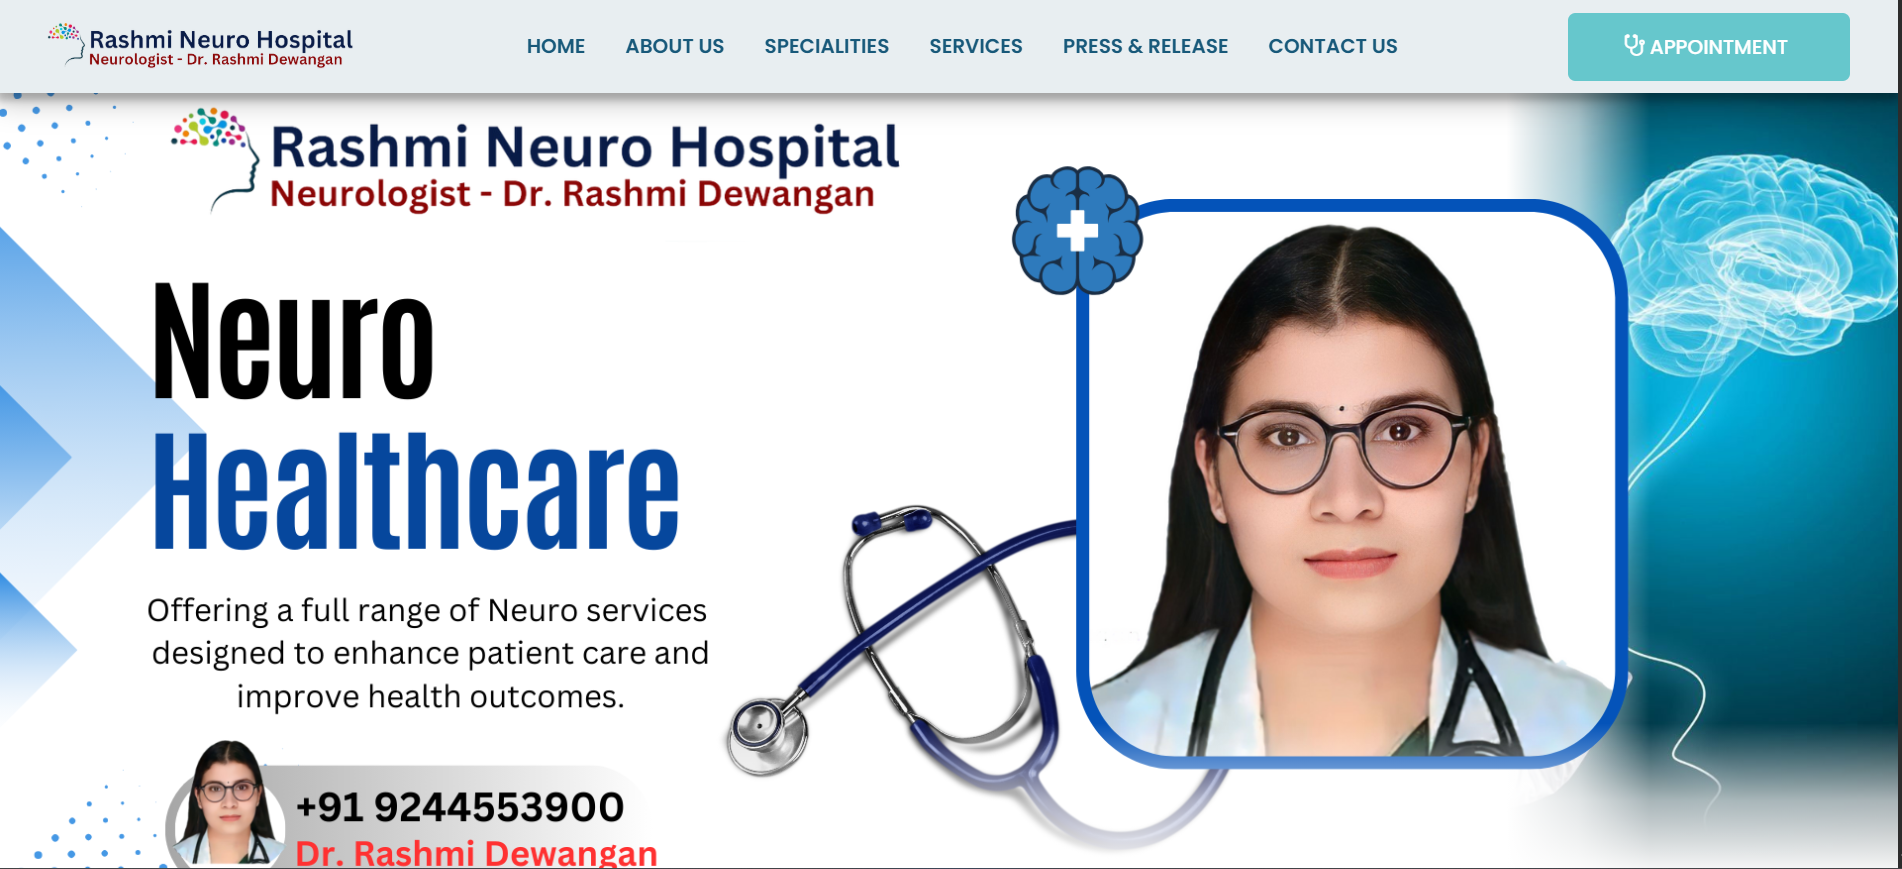 Rashmi Neuro Hospital
Neurologist - Dr. Rashmi Dewangan
HOME ABOUT US SPECIALITIES SERVICES PRESS & RELEASE CONTACT US
APPOINTMENT
Rashmi Neuro Hospital
Neurologist - Dr. Rashmi Dewangan
Neuro
Healthcare
Offering a full range of Neuro services
designed to enhance patient care and
improve health outcomes.
+91 9244553900
Dr. Rashmi Dewangan